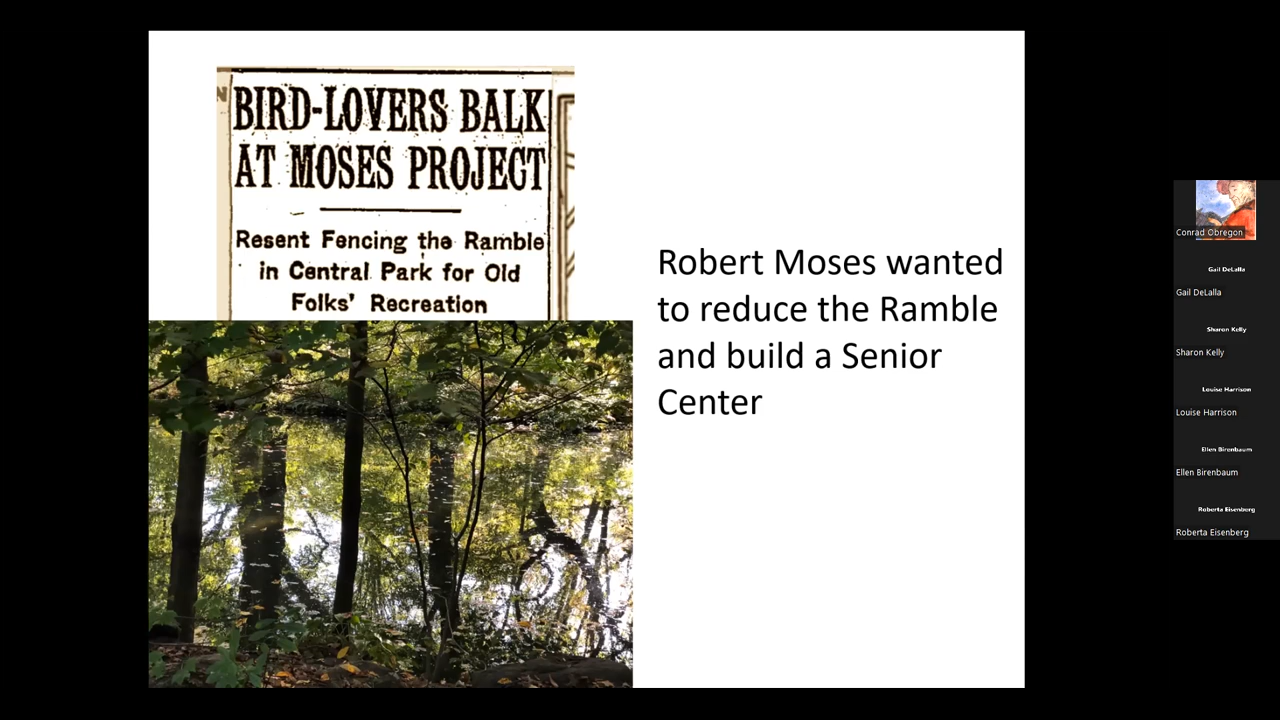 BIRD-LOVERS BALK
AT MOSES PROJECT
Resent Fencing the Ramble
in Central Park for Old
Folks' Recreation
Robert Moses wanted
to reduce the Ramble
and build a Senior
Center
Conrad Obregon
Gail DeLalla
Gail DeLalla
Sharon Kelly
Sharon Kelly
Louise Harrison
Louise Harrison
Ellen Birenbaum
Ellen Birenbaum
Roberta Eisenberg
Roberta Eisenberg